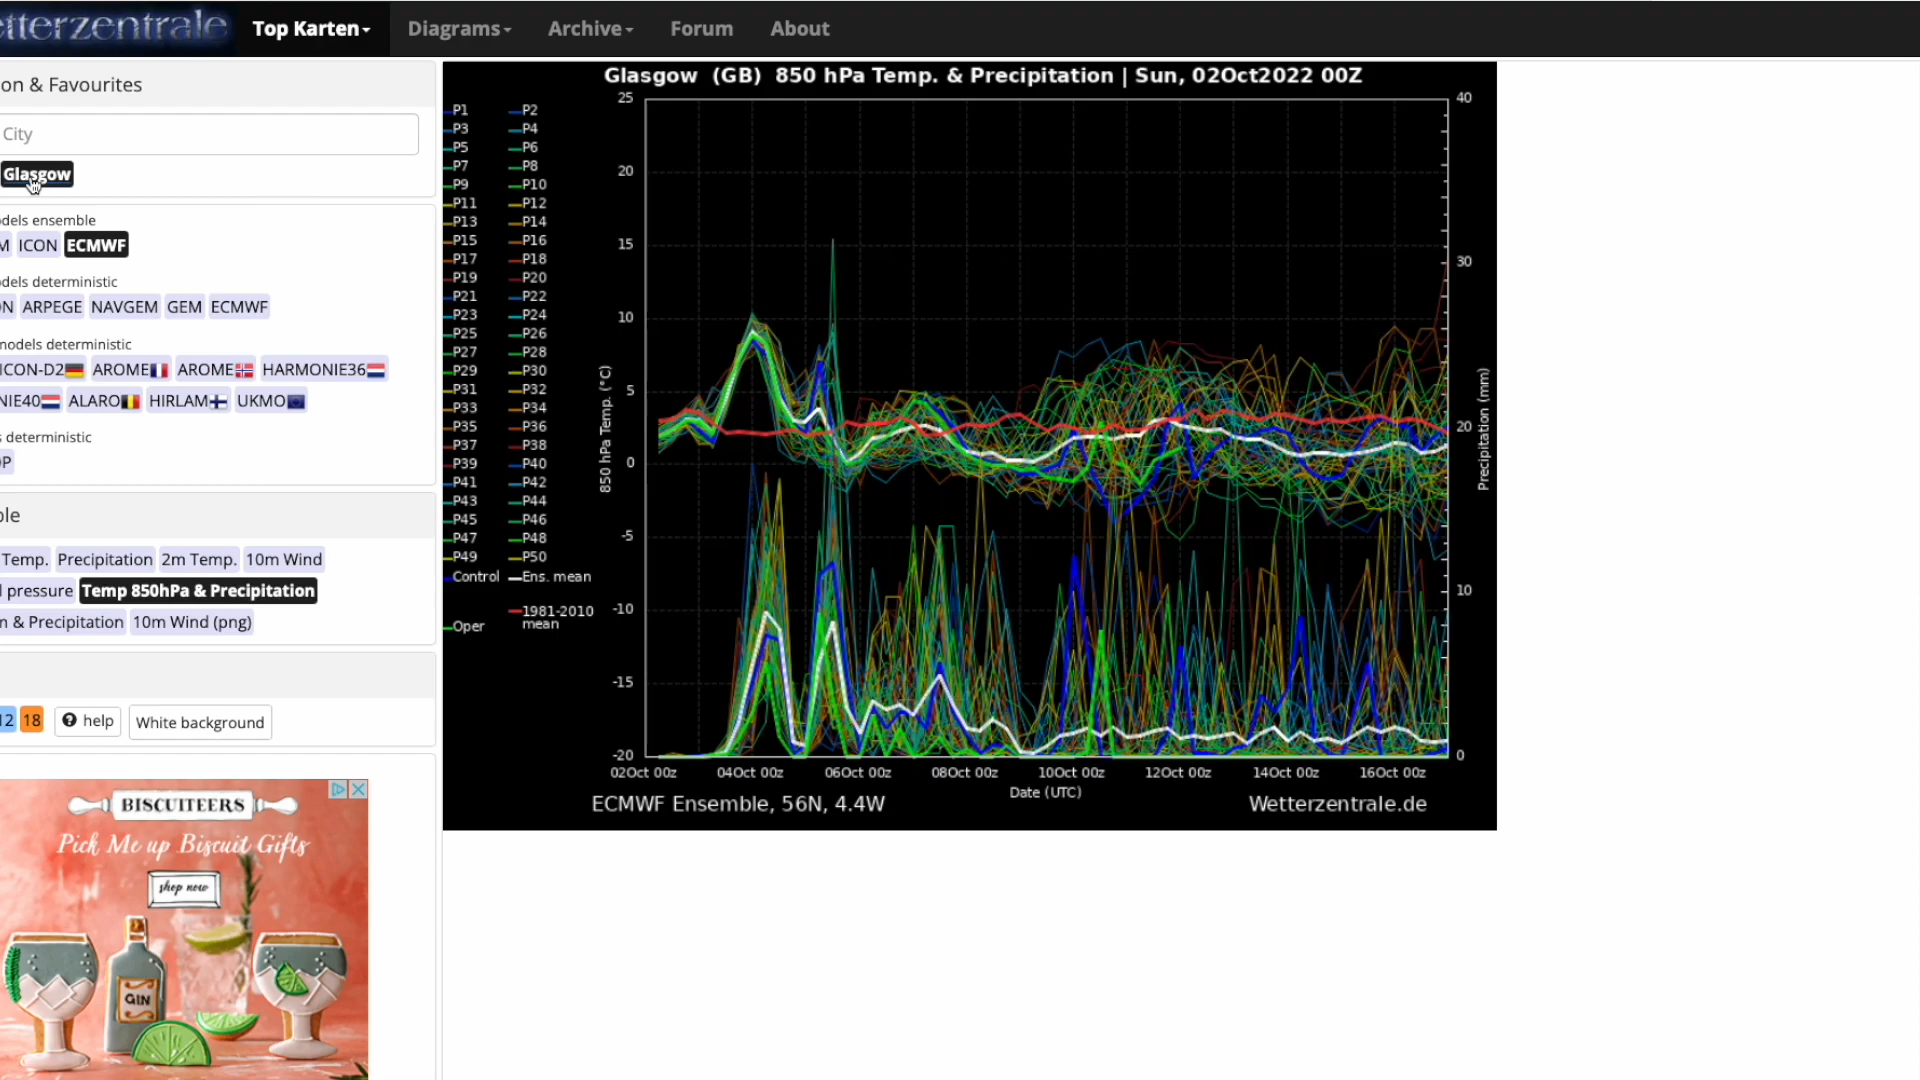 etterzentrale Top Karten Diagrams Archive Forum About
on & Favourites
City
Glasgow
dels ensemble
M ICON ECMWF
dels deterministic
ON ARPEGE NAVGEM GEM ECMWF
models deterministic
ICON-D2 AROME AROME HARMONIE36
NIE40 ALARO HIRLAM UKMO
s deterministic
OP
ble
Temp. Precipitation 2m Temp. 10m Wind
l pressure Temp 850hPa & Precipitation
m & Precipitation 10m Wind (png)
12 18 help White background
BISCUITEERS
Pick Me up Biscuit Gifts
shop now
GIN
Glasgow (GB) 850 hPa Temp. & Precipitation | Sun, 02Oct2022 00Z
P1 P2
P3 P4
P5 P6
P7 P8
P9 P10
P11 P12
P13 P14
P15 P16
P17 P18
P19 P20
P21 P22
P23 P24
P25 P26
P27 P28
P29 P30
P31 P32
P33 P34
P35 P36
P37 P38
P39 P40
P41 P42
P43 P44
P45 P46
P47 P48
P49 P50
Control Ens. mean
1981-2010
mean
Oper
850 hPa Temp. (°C)
25
20
15
10
5
0
-5
-10
-15
-20
40
30
20
10
0
Precipitation (mm)
02Oct 00z 04Oct 00z 06Oct 00z 08Oct 00z 10Oct 00z 12Oct 00z 14Oct 00z 16Oct 00z
Date (UTC)
ECMWF Ensemble, 56N, 4.4W Wetterzentrale.de